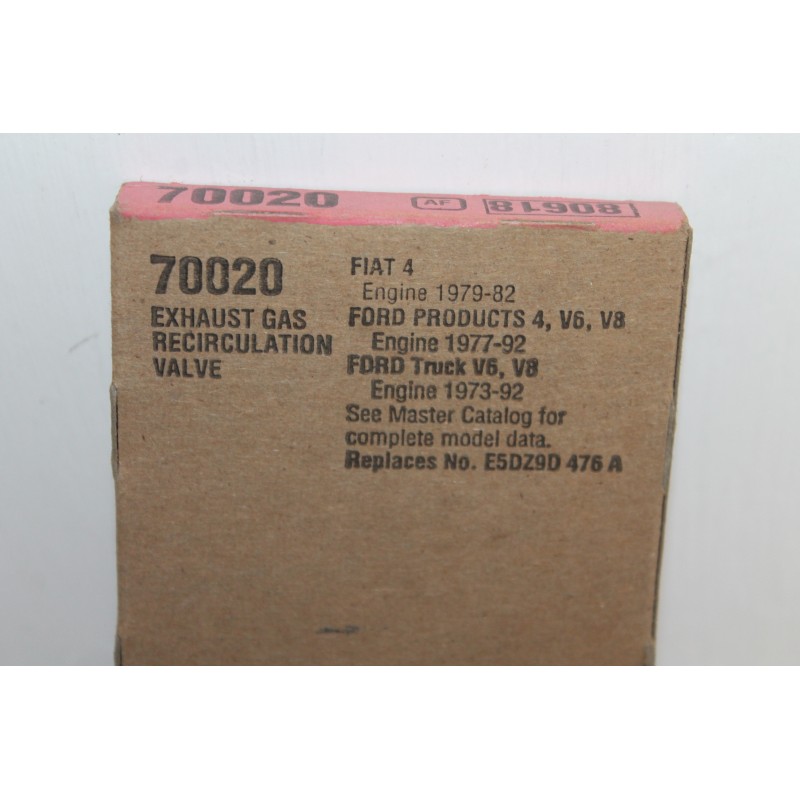 70020 AF 80618
70020
EXHAUST GAS
RECIRCULATION
VALVE
FIAT 4
Engine 1979-82
FORD PRODUCTS 4, V6, V8
Engine 1977-92
FORD Truck V6, V8
Engine 1973-92
See Master Catalog for
complete model data.
Replaces No. E5DZ9D 476 A